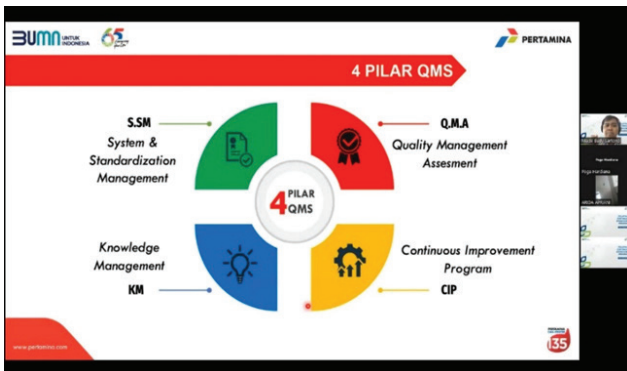 BUMN UNTUK
INDONESIA
65
PERTAMINA
4 PILAR QMS
S.SM
System &
Standardization
Management
Q.M.A
Quality Management
Assesment
4 PILAR
QMS
Knowledge
Management
KM
Continuous Improvement
Program
CIP
www.pertamina.com
135